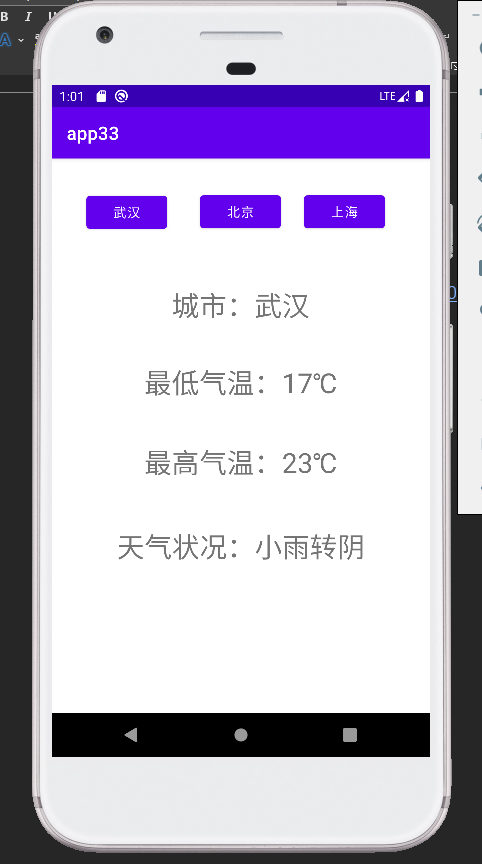 B I U
A
1:01 LTE
app33
武汉 北京 上海
城市：武汉
最低气温：17℃
最高气温：23℃
天气状况：小雨转阴